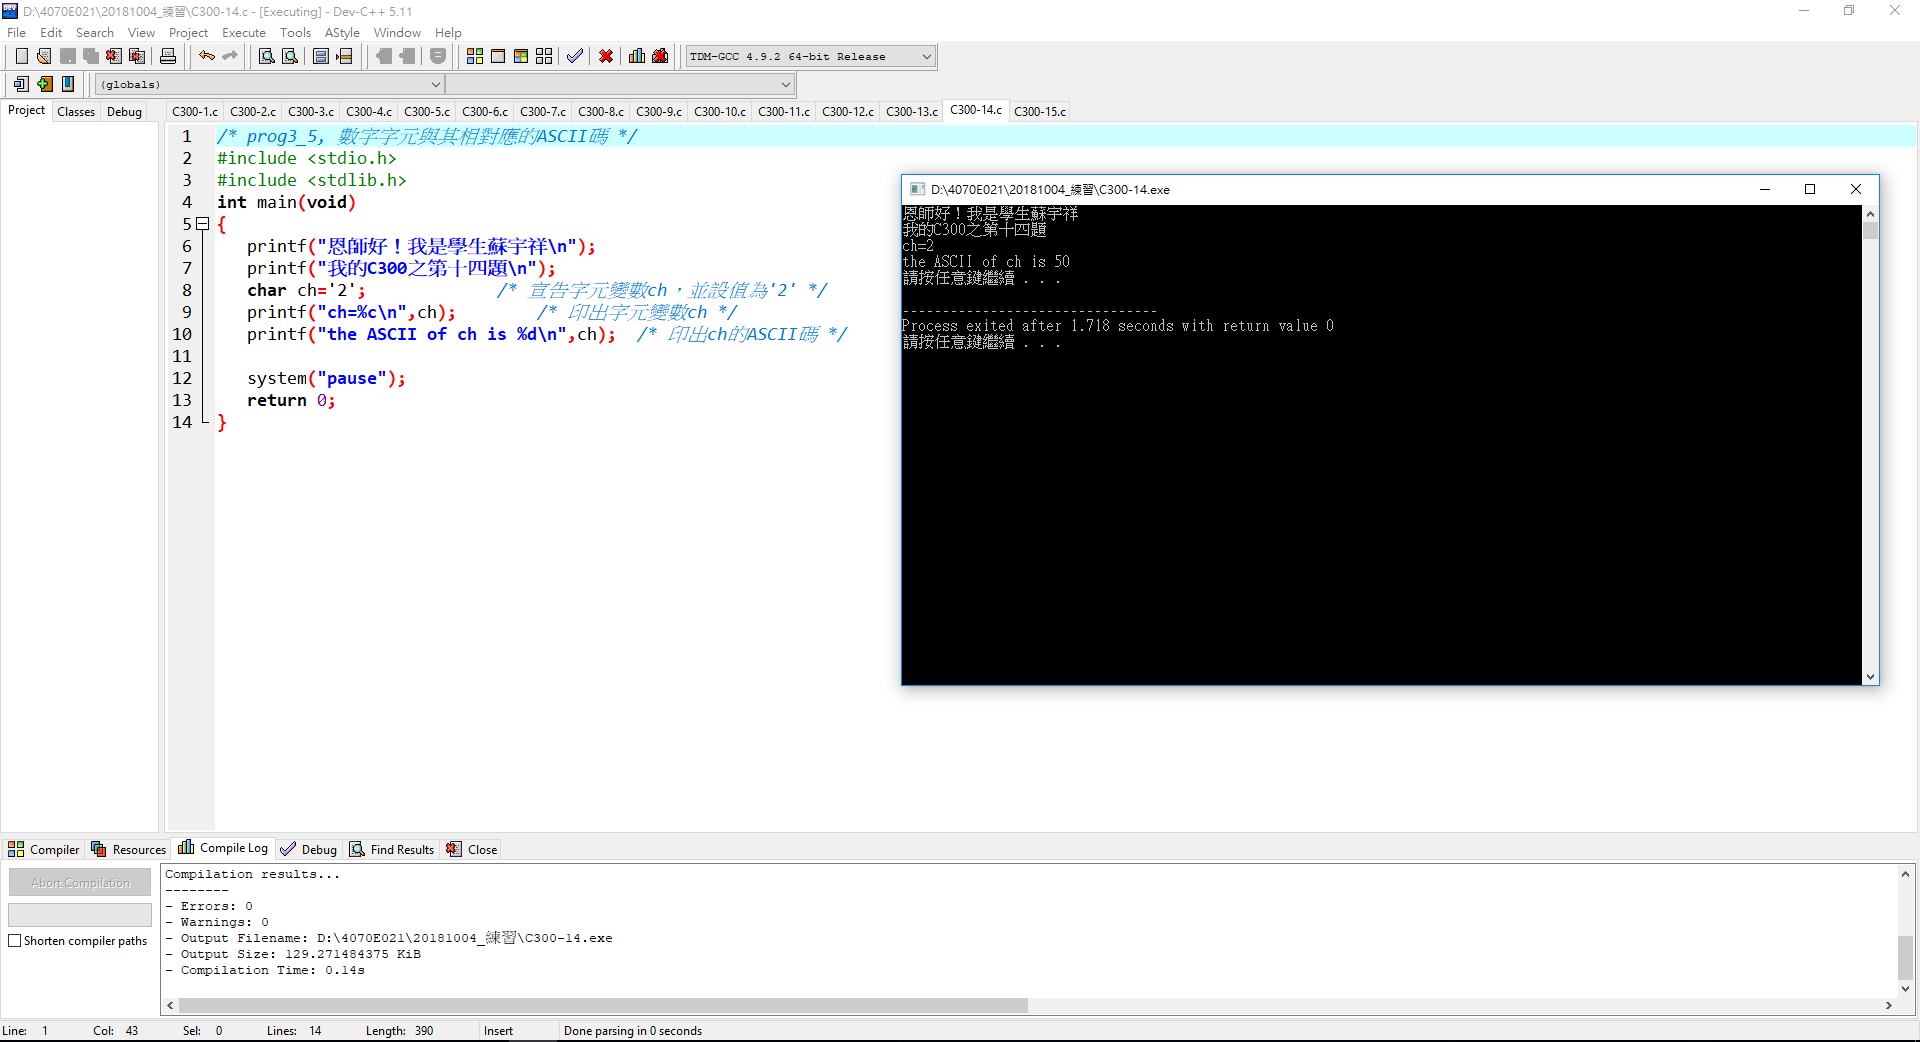 D:\4070E021\20181004_練習\C300-14.c - [Executing] - Dev-C++ 5.11
File Edit Search View Project Execute Tools AStyle Window Help
TDM-GCC 4.9.2 64-bit Release
(globals)
Project Classes Debug
C300-1.c C300-2.c C300-3.c C300-4.c C300-5.c C300-6.c C300-7.c C300-8.c C300-9.c C300-10.c C300-11.c C300-12.c C300-13.c C300-14.c C300-15.c
1 /* prog3_5, 數字字元與其相對應的ASCII碼 */
2 #include <stdio.h>
3 #include <stdlib.h>
4 int main(void)
5 {
6 printf("恩師好！我是學生蘇宇祥\n");
7 printf("我的C300之第十四題\n");
8 char ch='2'; /* 宣告字元變數ch，並設值為'2' */
9 printf("ch=%c\n",ch); /* 印出字元變數ch */
10 printf("the ASCII of ch is %d\n",ch); /* 印出ch的ASCII碼 */
11
12 system("pause");
13 return 0;
14 }
D:\4070E021\20181004_練習\C300-14.exe
恩師好！我是學生蘇宇祥
我的C300之第十四題
ch=2
the ASCII of ch is 50
請按任意鍵繼續 . . .
--------------------------------
Process exited after 1.718 seconds with return value 0
請按任意鍵繼續 . . .
Compiler Resources Compile Log Debug Find Results Close
Abort Compilation
Shorten compiler paths
Compilation results...
--------
- Errors: 0
- Warnings: 0
- Output Filename: D:\4070E021\20181004_練習\C300-14.exe
- Output Size: 129.271484375 KiB
- Compilation Time: 0.14s
Line: 1 Col: 43 Sel: 0 Lines: 14 Length: 390 Insert Done parsing in 0 seconds